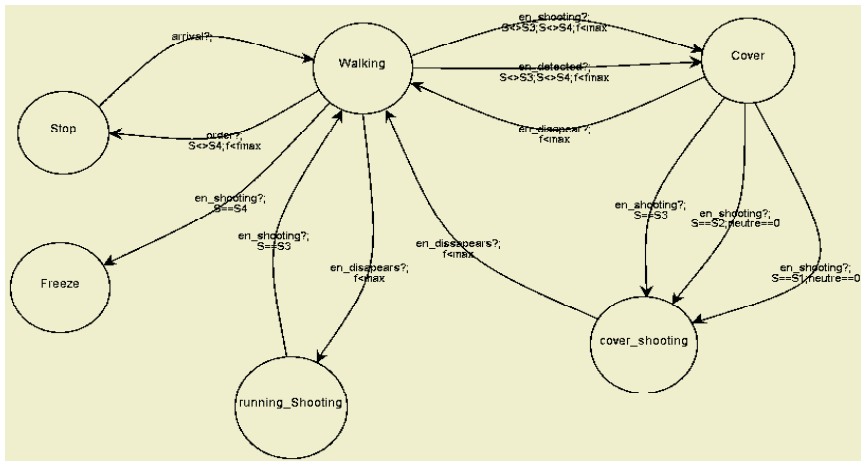 en_shooting?;
S<>S3;S<>S4;f<fmax
arrival?;
Walking
Cover
en_detected?;
S<>S3;S<>S4;f<fmax
Stop
order?;
S<>S4;f<fmax
en_disapear?;
f<max
en_shooting?;
S==S4
en_shooting?;
S==S3
en_shooting?;
S==S2;neutre==0
en_shooting?;
S==S3
en_dissapears?;
f<max
en_disapears?;
f<max
en_shooting?;
S==S1;neutre==0
Freeze
cover_shooting
running_Shooting